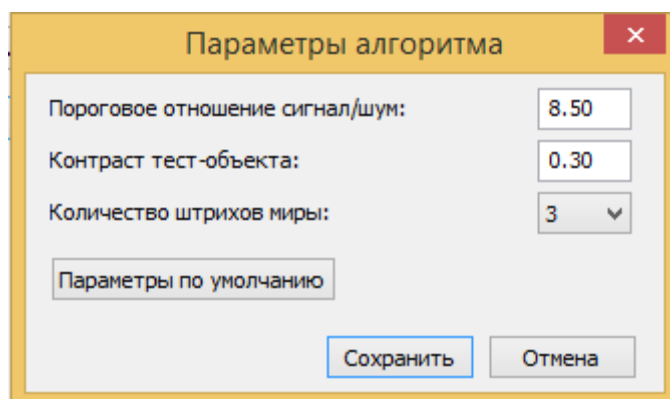 Параметры алгоритма
Пороговое отношение сигнал/шум: 8.50
Контраст тест-объекта: 0.30
Количество штрихов миры: 3
Параметры по умолчанию
Сохранить Отмена